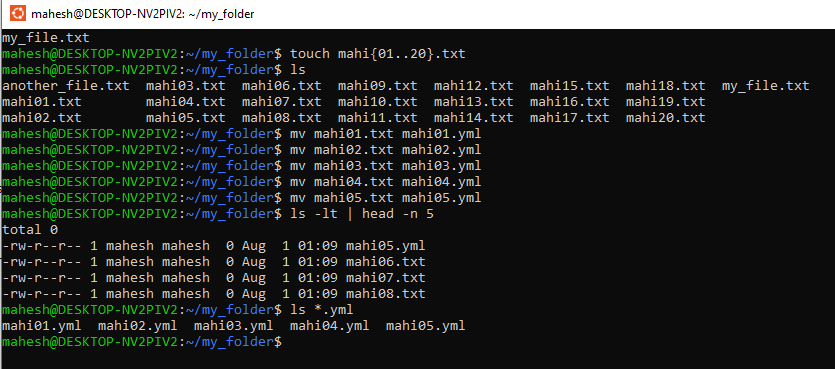 mahesh@DESKTOP-NV2PIV2: ~/my_folder
my_file.txt
mahesh@DESKTOP-NV2PIV2:~/my_folder$ touch mahi{01..20}.txt
mahesh@DESKTOP-NV2PIV2:~/my_folder$ ls
another_file.txt  mahi03.txt  mahi06.txt  mahi09.txt  mahi12.txt  mahi15.txt  mahi18.txt  my_file.txt
mahi01.txt        mahi04.txt  mahi07.txt  mahi10.txt  mahi13.txt  mahi16.txt  mahi19.txt
mahi02.txt        mahi05.txt  mahi08.txt  mahi11.txt  mahi14.txt  mahi17.txt  mahi20.txt
mahesh@DESKTOP-NV2PIV2:~/my_folder$ mv mahi01.txt mahi01.yml
mahesh@DESKTOP-NV2PIV2:~/my_folder$ mv mahi02.txt mahi02.yml
mahesh@DESKTOP-NV2PIV2:~/my_folder$ mv mahi03.txt mahi03.yml
mahesh@DESKTOP-NV2PIV2:~/my_folder$ mv mahi04.txt mahi04.yml
mahesh@DESKTOP-NV2PIV2:~/my_folder$ mv mahi05.txt mahi05.yml
mahesh@DESKTOP-NV2PIV2:~/my_folder$ ls -lt | head -n 5
total 0
-rw-r--r-- 1 mahesh mahesh  0 Aug  1 01:09 mahi05.yml
-rw-r--r-- 1 mahesh mahesh  0 Aug  1 01:09 mahi06.txt
-rw-r--r-- 1 mahesh mahesh  0 Aug  1 01:09 mahi07.txt
-rw-r--r-- 1 mahesh mahesh  0 Aug  1 01:09 mahi08.txt
mahesh@DESKTOP-NV2PIV2:~/my_folder$ ls *.yml
mahi01.yml  mahi02.yml  mahi03.yml  mahi04.yml  mahi05.yml
mahesh@DESKTOP-NV2PIV2:~/my_folder$